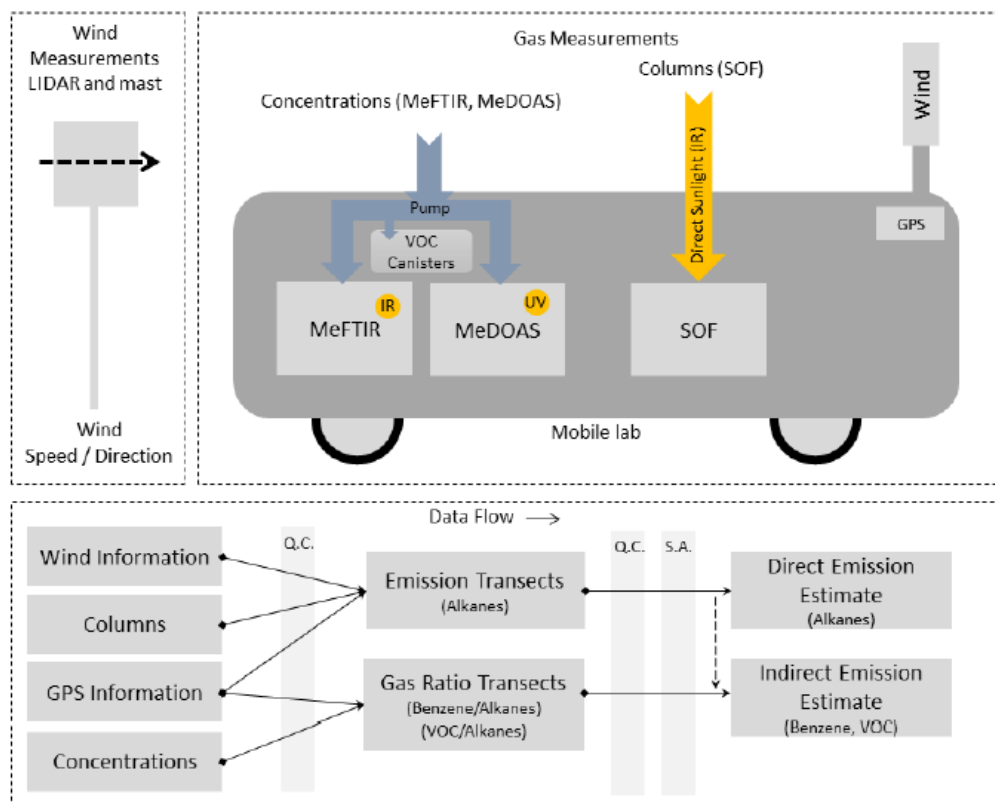 Wind
Measurements
LIDAR and mast
Wind
Speed / Direction
Gas Measurements
Columns (SOF)
Concentrations (MeFTIR, MeDOAS)
Direct Sunlight (IR)
Wind
GPS
Pump
VOC
Canisters
IR
MeFTIR
UV
MeDOAS
SOF
Mobile lab
Data Flow
Wind Information
Columns
GPS Information
Concentrations
Q.C.
Emission Transects
(Alkanes)
Gas Ratio Transects
(Benzene/Alkanes)
(VOC/Alkanes)
Q.C.
S.A.
Direct Emission
Estimate
(Alkanes)
Indirect Emission
Estimate
(Benzene, VOC)